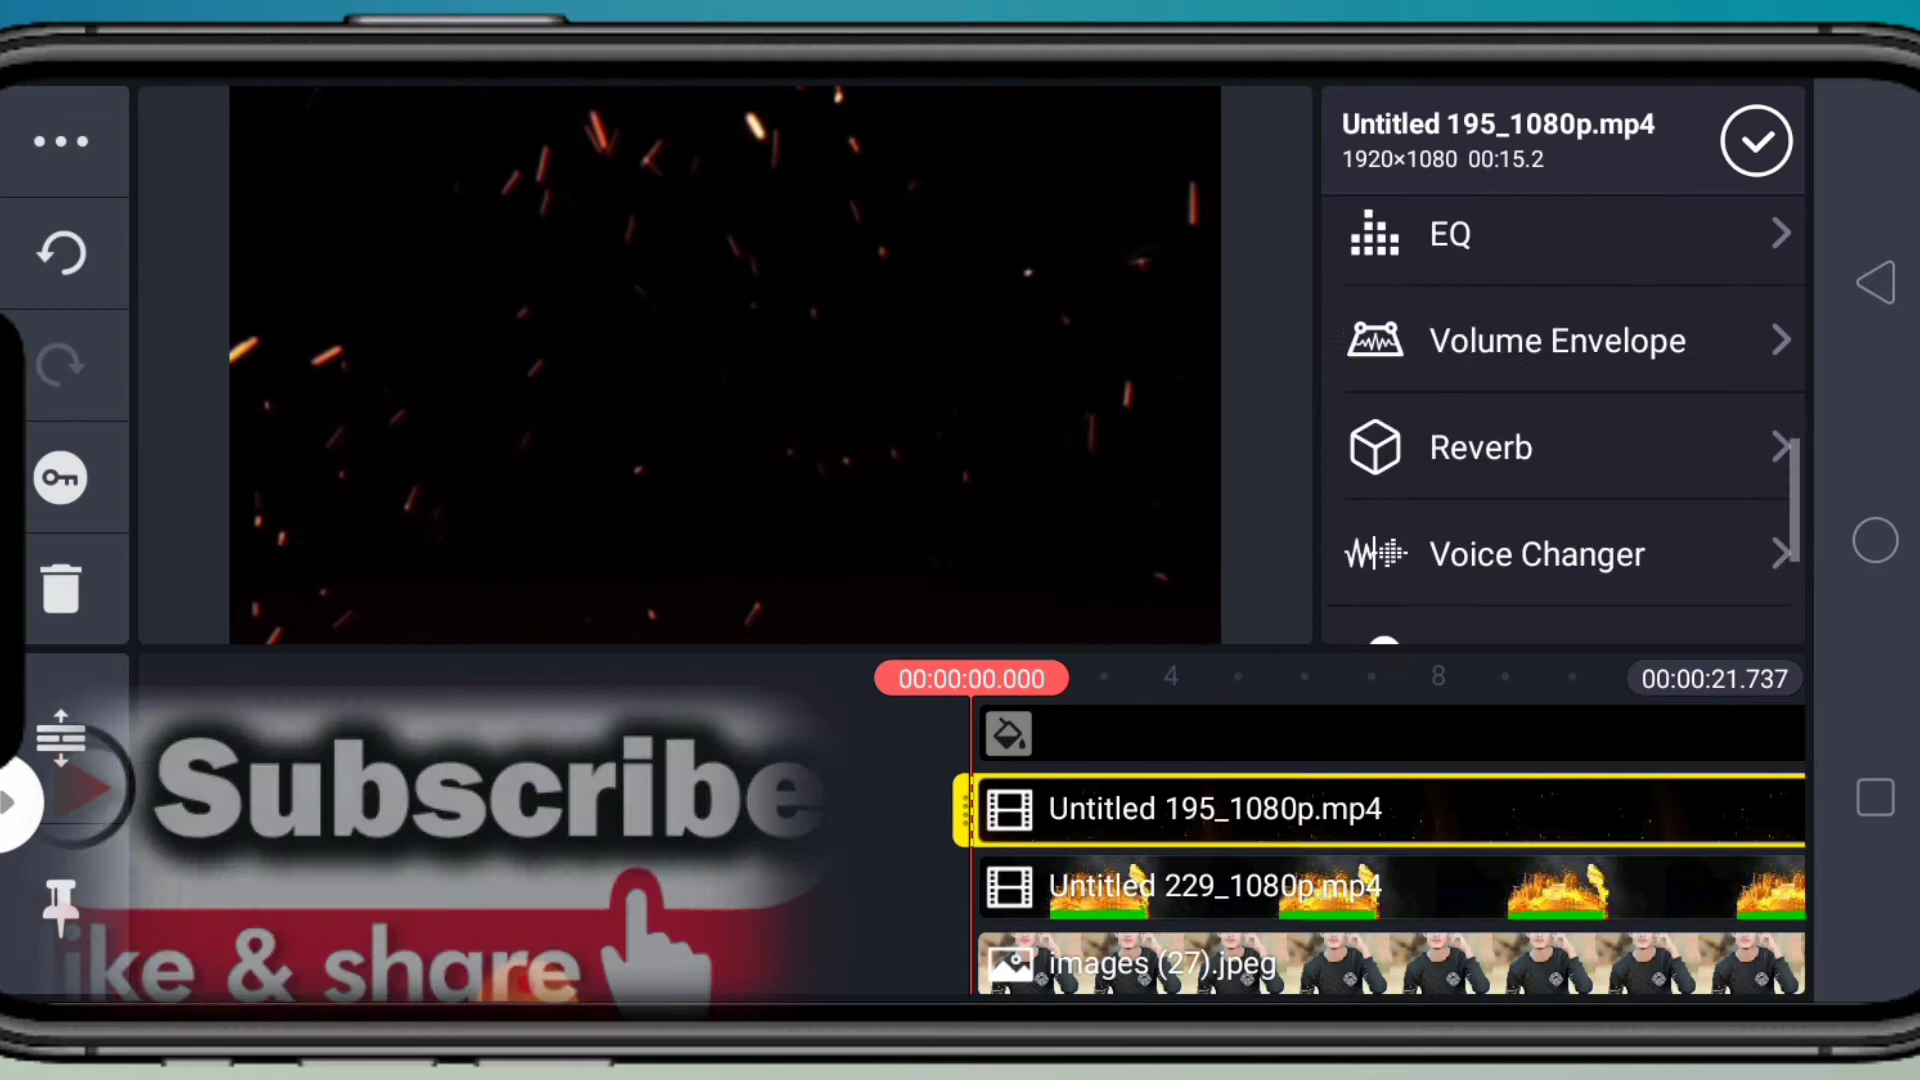 Untitled 195_1080p.mp4
1920×1080 00:15.2
EQ
Volume Envelope
Reverb
Voice Changer
00:00:00.000
4
8
00:00:21.737
Subscribe
ike & share
Untitled 195_1080p.mp4
Untitled 229_1080p.mp4
images (27).jpeg